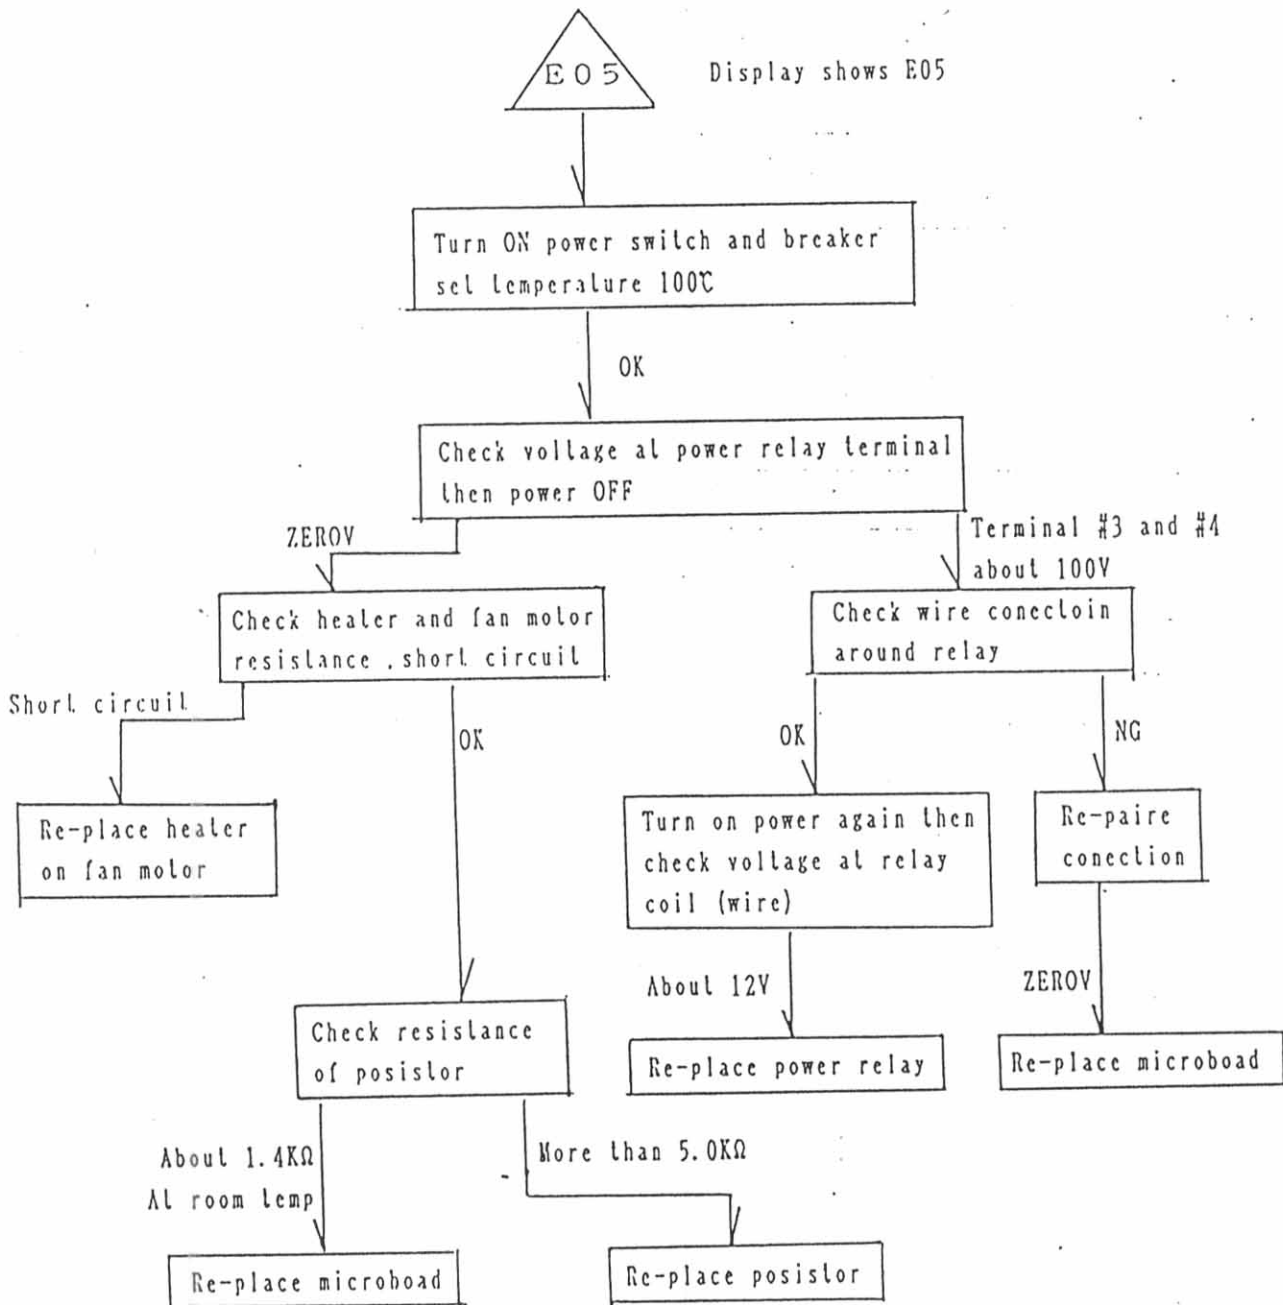 E05
Display shows E05
Turn ON power switch and breaker
set temperature 100℃
OK
Check voltage at power relay terminal
then power OFF
ZEROV
Terminal #3 and #4
about 100V
Check heater and fan motor
resistance , short circuit
Check wire conectoin
around relay
Short circuit
OK
OK
NG
Re-place heater
on fan motor
Turn on power again then
check voltage at relay
coil (wire)
Re-paire
conection
About 12V
ZEROV
Check resistance
of posistor
Re-place power relay
Re-place microboad
About 1.4KΩ
At room temp
More than 5.0KΩ
Re-place microboad
Re-place posistor